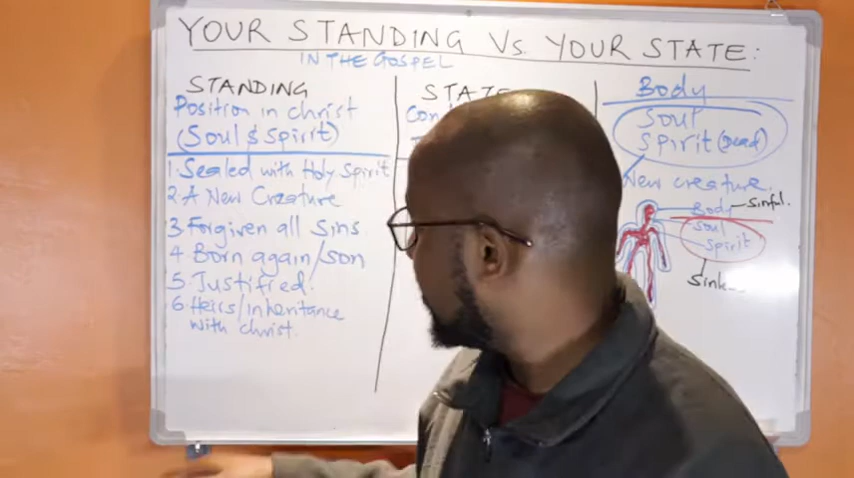 YOUR STANDING Vs. YOUR STATE:
IN THE GOSPEL
STANDING
Position in christ
(Soul & Spirit)
1. Sealed with Holy Spirit
2. A New Creature
3 Forgiven all Sins
4 Born again/son
5. Justified.
6. Heirs/inheritance
with christ.
STATE
Body
Soul
Spirit (Dead)
New creature.
Body — Sinful.
Soul
Spirit